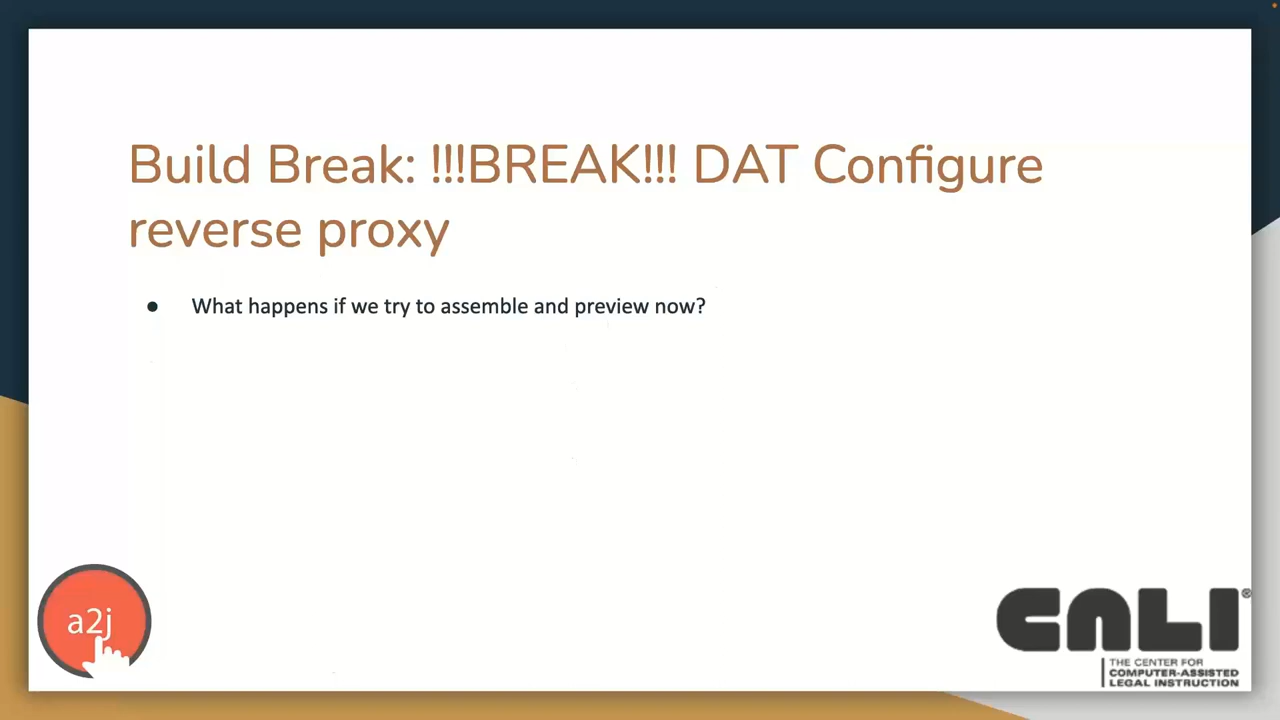 Build Break: !!!BREAK!!! DAT Configure
reverse proxy
● What happens if we try to assemble and preview now?
a2j
CALI®
THE CENTER FOR
COMPUTER-ASSISTED
LEGAL INSTRUCTION